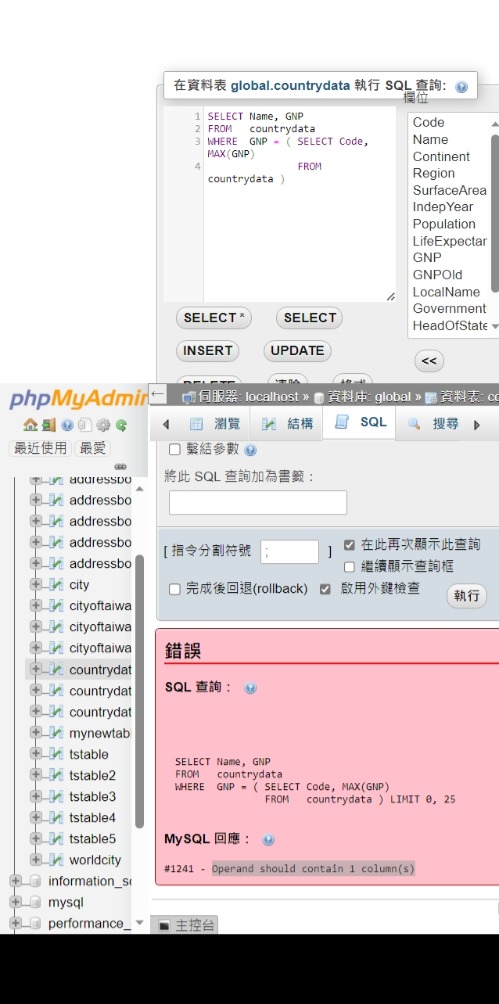 在資料表 global.countrydata 執行 SQL 查詢:
欄位
1 SELECT Name, GNP
2 FROM countrydata
3 WHERE GNP = ( SELECT Code,
MAX(GNP)
4 FROM
countrydata )
Code
Name
Continent
Region
SurfaceArea
IndepYear
Population
LifeExpectan
GNP
GNPOld
LocalName
Government
HeadOfState
SELECT *
SELECT
INSERT
UPDATE
<<
DELETE
清除
格式
phpMyAdmin
伺服器: localhost » 資料庫: global » 資料表: co
瀏覽
結構
SQL
搜尋
最近使用
最愛
addressbo
addressbo
addressbo
addressbo
addressbo
city
cityoftaiwa
cityoftaiwa
cityoftaiwa
countrydat
countrydat
countrydat
mynewtab
tstable
tstable2
tstable3
tstable4
tstable5
worldcity
information_sc
mysql
performance_
繫結參數
將此 SQL 查詢加為書籤：
[ 指令分割符號 ; ]
在此再次顯示此查詢
繼續顯示查詢框
完成後回退(rollback)
啟用外鍵檢查
執行
錯誤
SQL 查詢：
SELECT Name, GNP
FROM countrydata
WHERE GNP = ( SELECT Code, MAX(GNP)
FROM countrydata ) LIMIT 0, 25
MySQL 回應：
#1241 - Operand should contain 1 column(s)
主控台